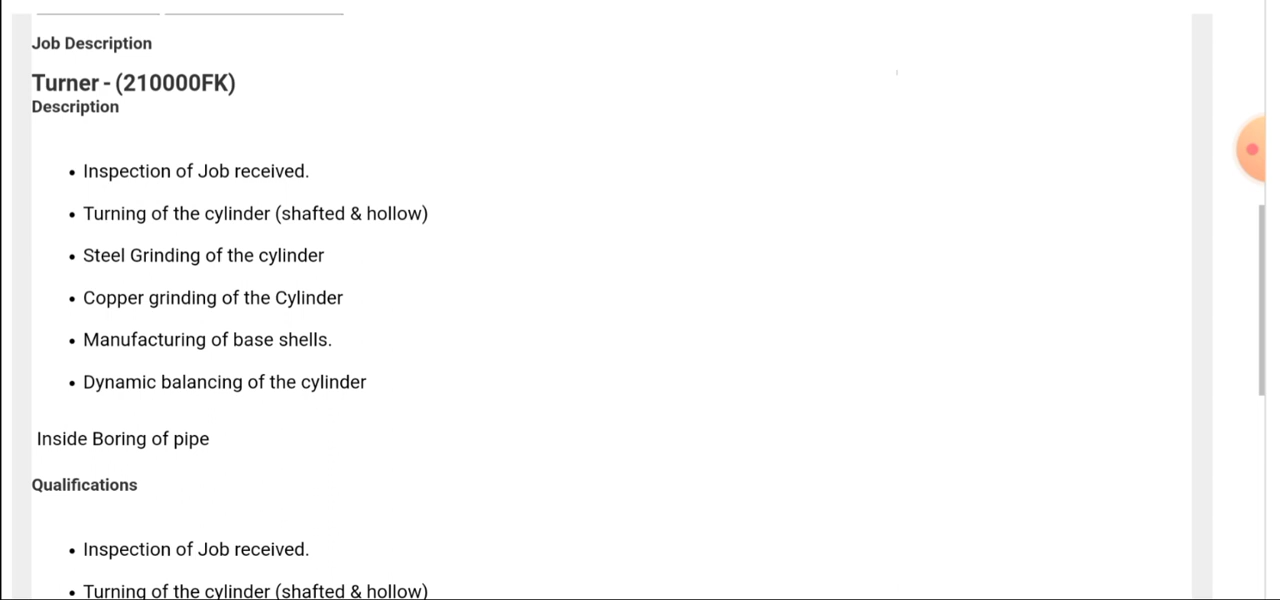 Job Description
Turner - (210000FK)
Description
• Inspection of Job received.
• Turning of the cylinder (shafted & hollow)
• Steel Grinding of the cylinder
• Copper grinding of the Cylinder
• Manufacturing of base shells.
• Dynamic balancing of the cylinder
Inside Boring of pipe
Qualifications
• Inspection of Job received.
• Turning of the cylinder (shafted & hollow)